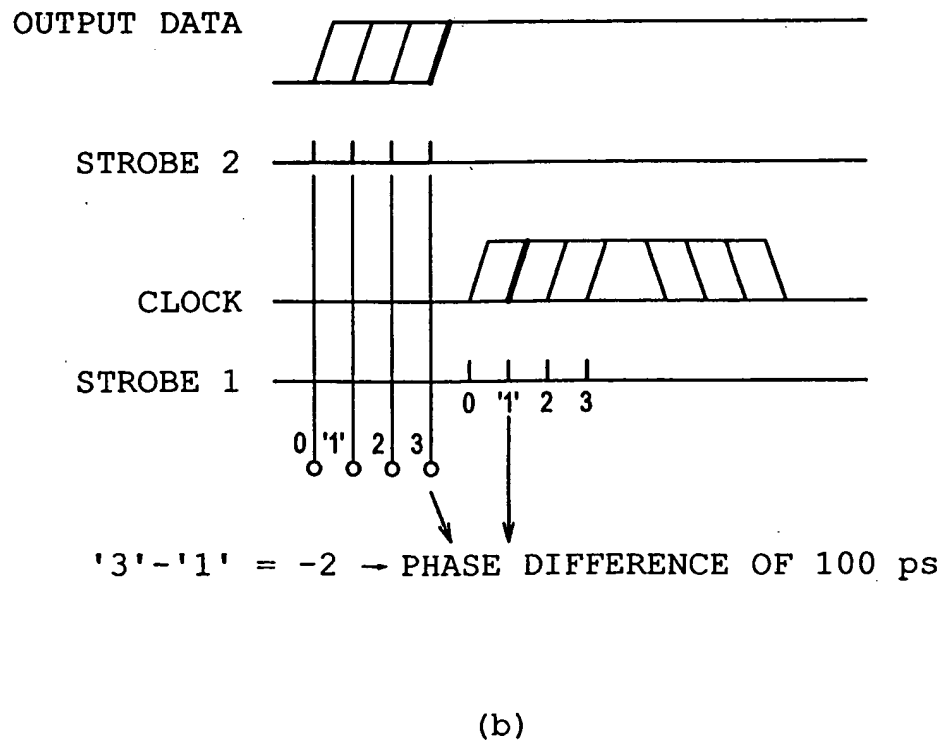 OUTPUT DATA
STROBE 2
CLOCK
STROBE 1
0 '1' 2 3
0 '1' 2 3
'3'-'1' = -2 → PHASE DIFFERENCE OF 100 ps
(b)